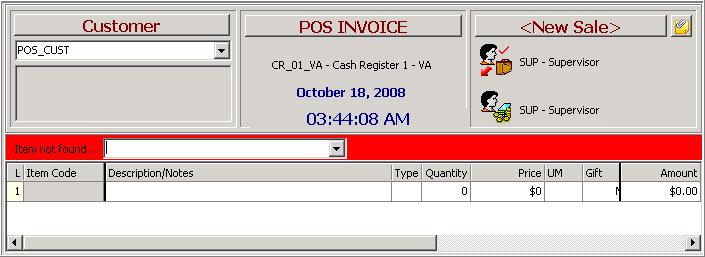 Customer
POS_CUST
POS INVOICE
CR_01_VA - Cash Register 1 - VA
October 18, 2008
03:44:08 AM
<New Sale>
SUP - Supervisor
SUP - Supervisor
Item not found...
L Item Code Description/Notes Type Quantity Price UM Gift Amount
1 0 $0 $0.00